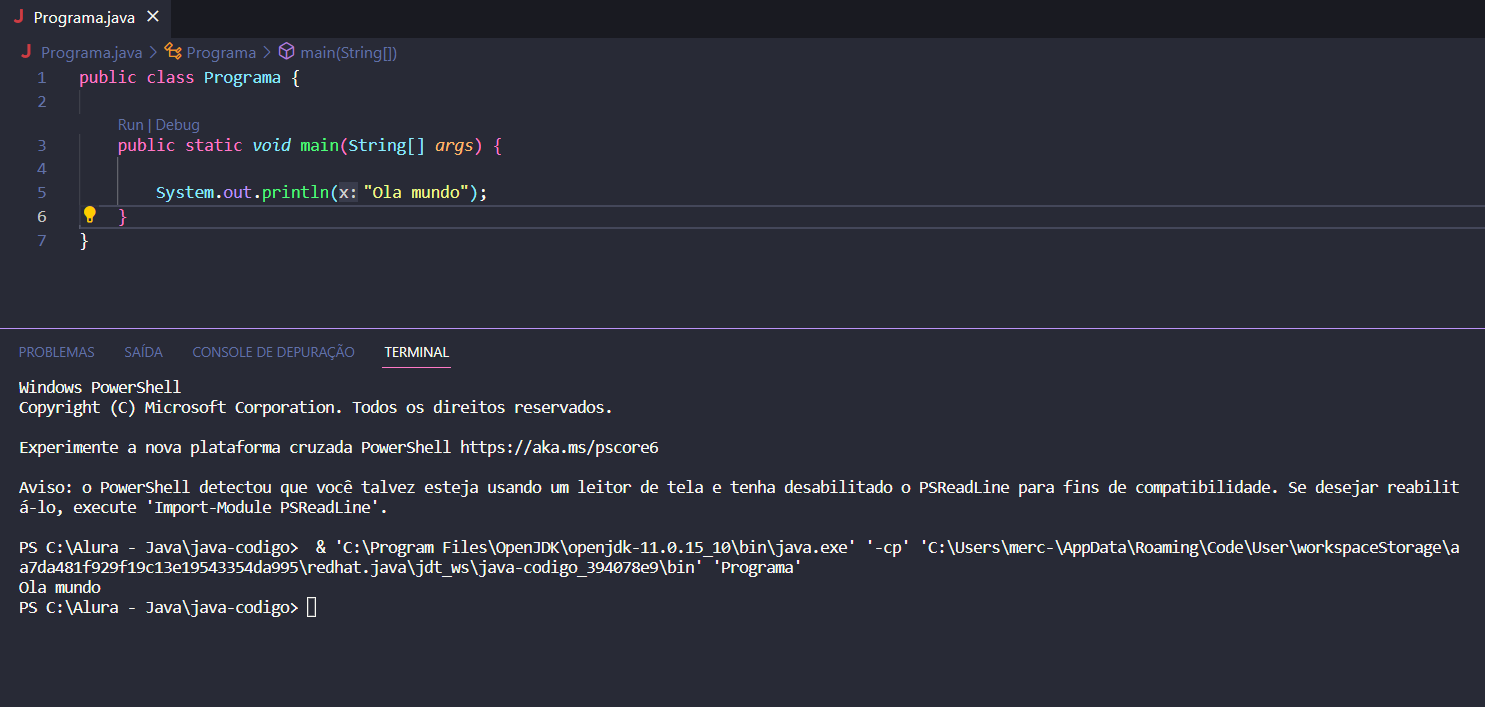 Programa.java
Programa.java > Programa > main(String[])
1 public class Programa {
2
Run | Debug
3 public static void main(String[] args) {
4
5 System.out.println(x: "Ola mundo");
6 }
7 }
PROBLEMAS SAÍDA CONSOLE DE DEPURAÇÃO TERMINAL
Windows PowerShell
Copyright (C) Microsoft Corporation. Todos os direitos reservados.
Experimente a nova plataforma cruzada PowerShell https://aka.ms/pscore6
Aviso: o PowerShell detectou que você talvez esteja usando um leitor de tela e tenha desabilitado o PSReadLine para fins de compatibilidade. Se desejar reabilit
á-lo, execute 'Import-Module PSReadLine'.
PS C:\Alura - Java\java-codigo>  & 'C:\Program Files\OpenJDK\openjdk-11.0.15_10\bin\java.exe' '-cp' 'C:\Users\merc-\AppData\Roaming\Code\User\workspaceStorage\a
a7da481f929f19c13e19543354da995\redhat.java\jdt_ws\java-codigo_394078e9\bin' 'Programa'
Ola mundo
PS C:\Alura - Java\java-codigo>